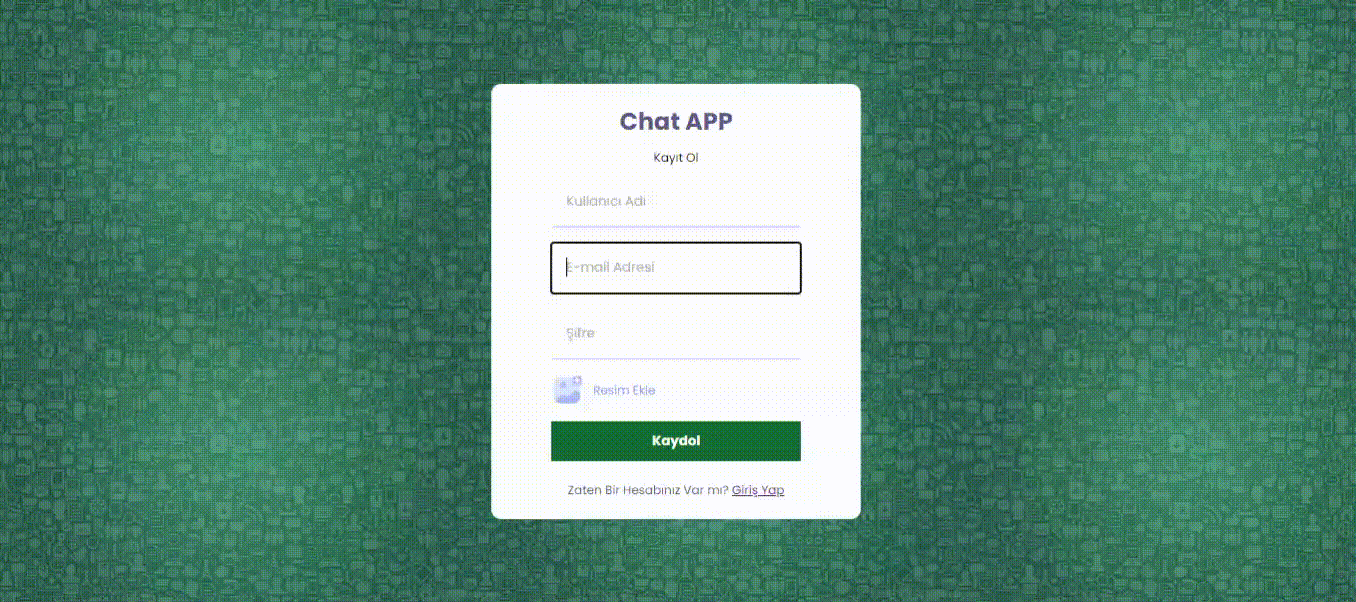 Chat APP
Kayıt Ol
Kullanıcı Adı
E-mail Adresi
Şifre
Resim Ekle
Kaydol
Zaten Bir Hesabınız Var mı? Giriş Yap